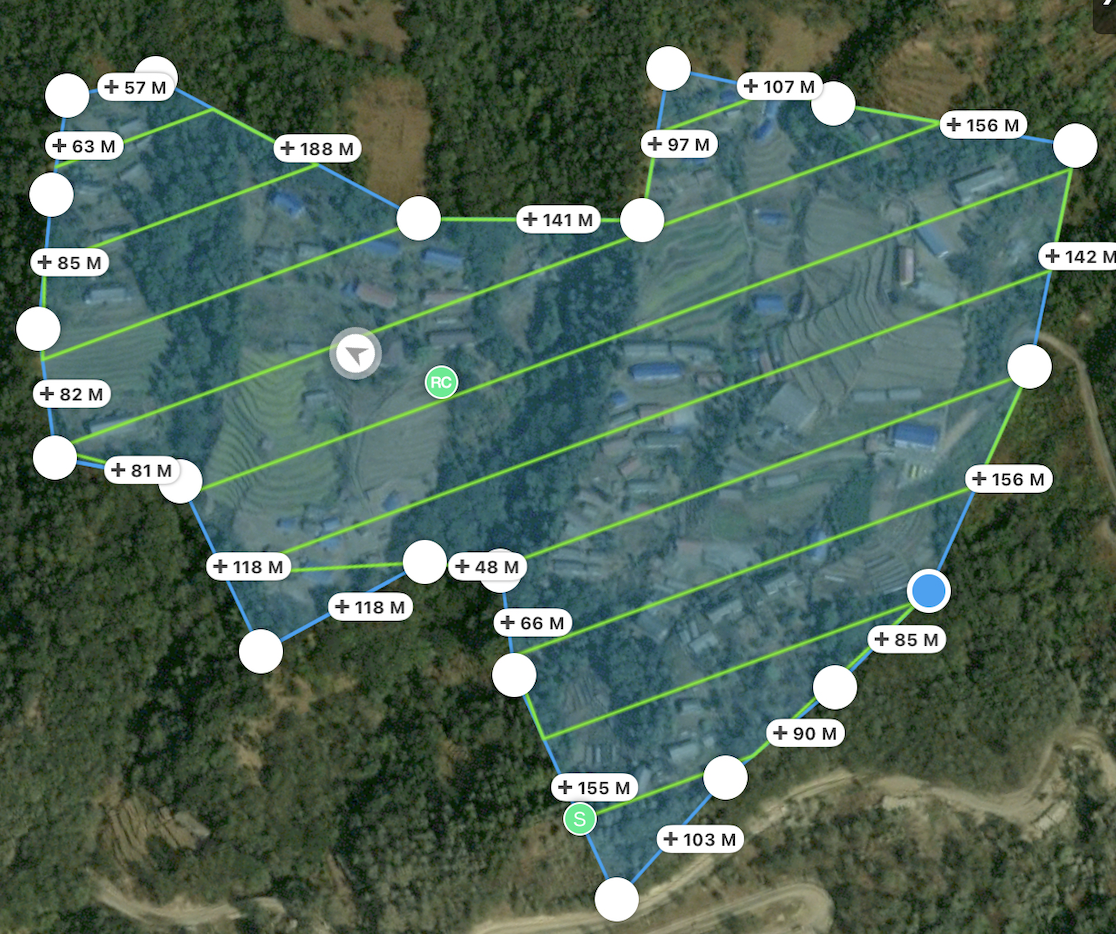 + 57 M
+ 107 M
+ 156 M
+ 63 M
+ 188 M
+ 97 M
+ 141 M
+ 85 M
+ 142 M
RC
+ 82 M
+ 81 M
+ 156 M
+ 118 M
+ 48 M
+ 118 M
+ 66 M
+ 85 M
+ 90 M
+ 155 M
S
+ 103 M